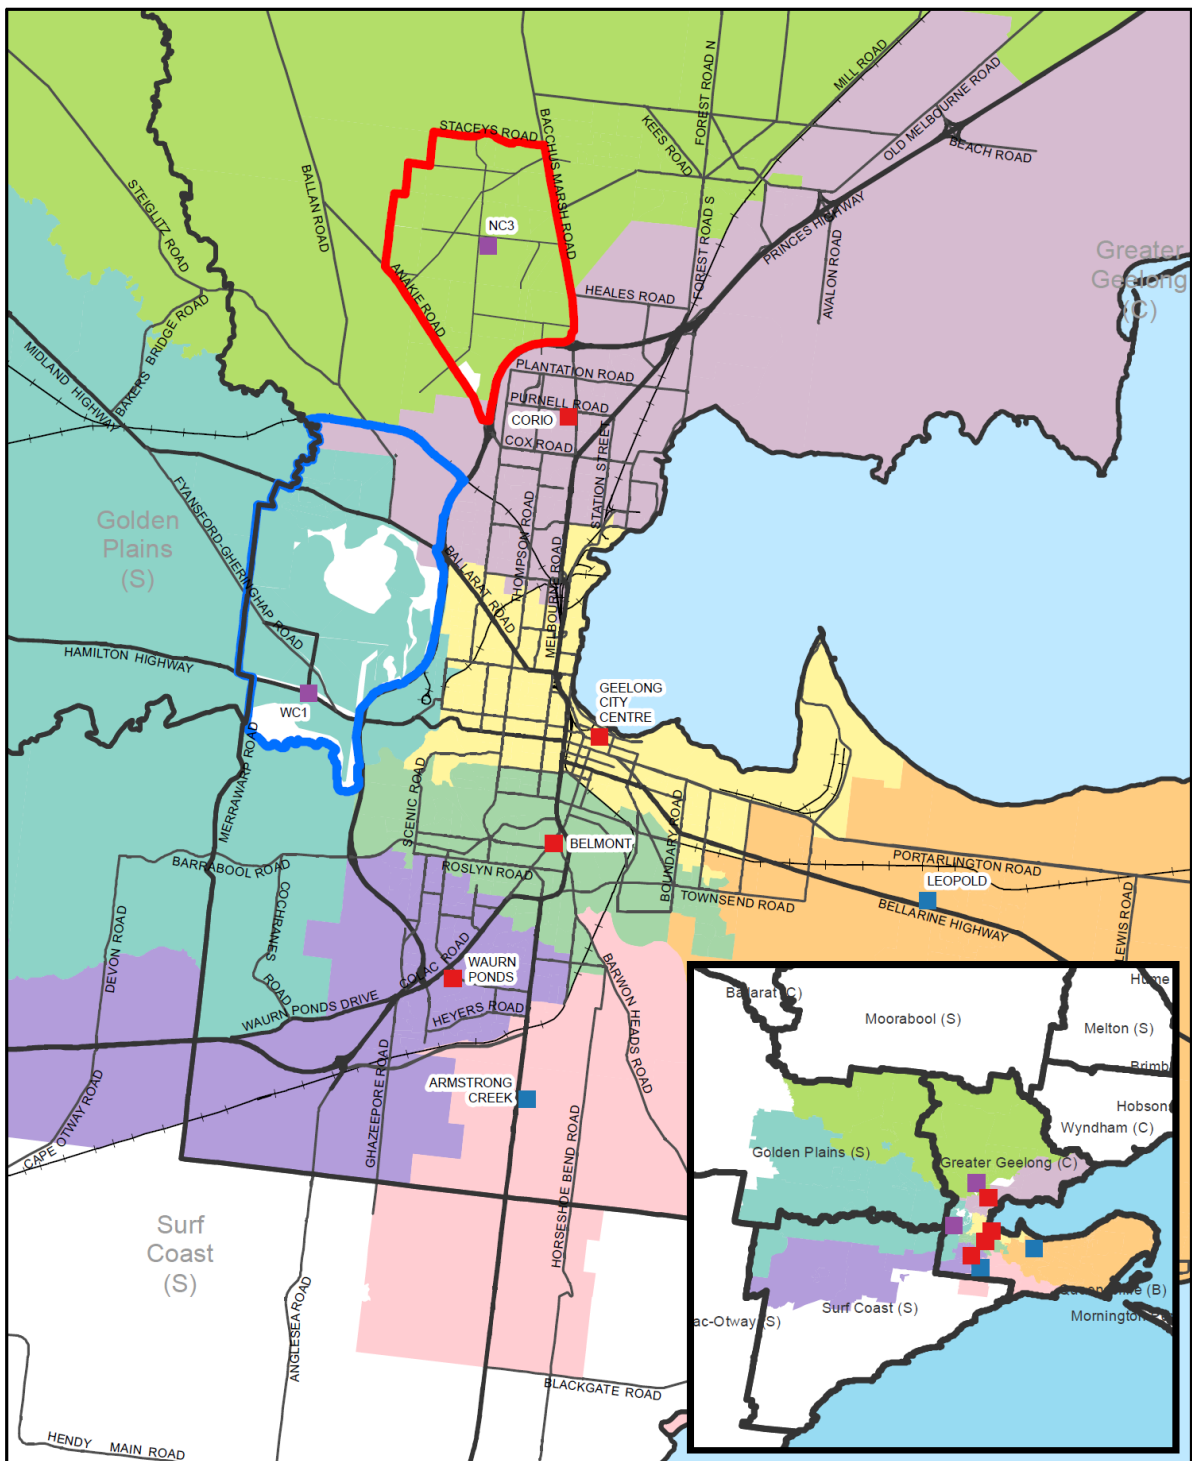 STACEYS ROAD
BACCHUS MARSH ROAD
FOREST ROAD N
MILL ROAD
KEES ROAD
OLD MELBOURNE ROAD
BEACH ROAD
BALLAN ROAD
STEIGLITZ ROAD
NC3
PRINCES HIGHWAY
FOREST ROAD S
AVALON ROAD
Greater
Geelong
(C)
ANAKIE ROAD
HEALES ROAD
BAKERS BRIDGE ROAD
MIDLAND HIGHWAY
PLANTATION ROAD
PURNELL ROAD
CORIO
COX ROAD
STATION STREET
FYANSFORD-GHERINGHAP ROAD
Golden
Plains
(S)
THOMPSON ROAD
BALLARAT ROAD
MELBOURNE ROAD
HAMILTON HIGHWAY
WC1
GEELONG
CITY
CENTRE
MERRAWARP ROAD
SCENIC ROAD
BELMONT
BOUNDARY ROAD
BARRABOOL ROAD
ROSLYN ROAD
PORTARLINGTON ROAD
LEOPOLD
TOWNSEND ROAD
BELLARINE HIGHWAY
LEWIS ROAD
DEVON ROAD
COCHRANES
ROAD
COLAC ROAD
WAURN
PONDS
WAURN PONDS DRIVE
HEYERS ROAD
BARWON HEADS ROAD
ARMSTRONG
CREEK
CAPE OTWAY ROAD
GHAZEEPORE ROAD
HORSESHOE BEND ROAD
Surf
Coast
(S)
ANGLESEA ROAD
BLACKGATE ROAD
HENDY MAIN ROAD
Ballarat (C)
Hume
Moorabool (S)
Melton (S)
Brimb
Hobson
Wyndham (C)
Golden Plains (S)
Greater Geelong (C)
Surf Coast (S)
ac-Otway (S)
Mornington